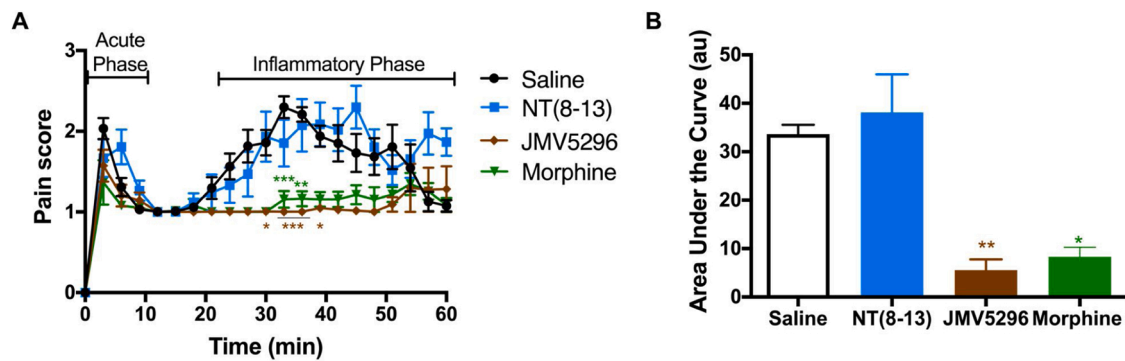 A
Acute
Phase
Inflammatory Phase
3
2
1
0
Pain score
*** **
* *** *
0 10 20 30 40 50 60
Time (min)
Saline
NT(8-13)
JMV5296
Morphine
B
Area Under the Curve (au)
50
40
30
20
10
0
**
*
Saline NT(8-13) JMV5296 Morphine